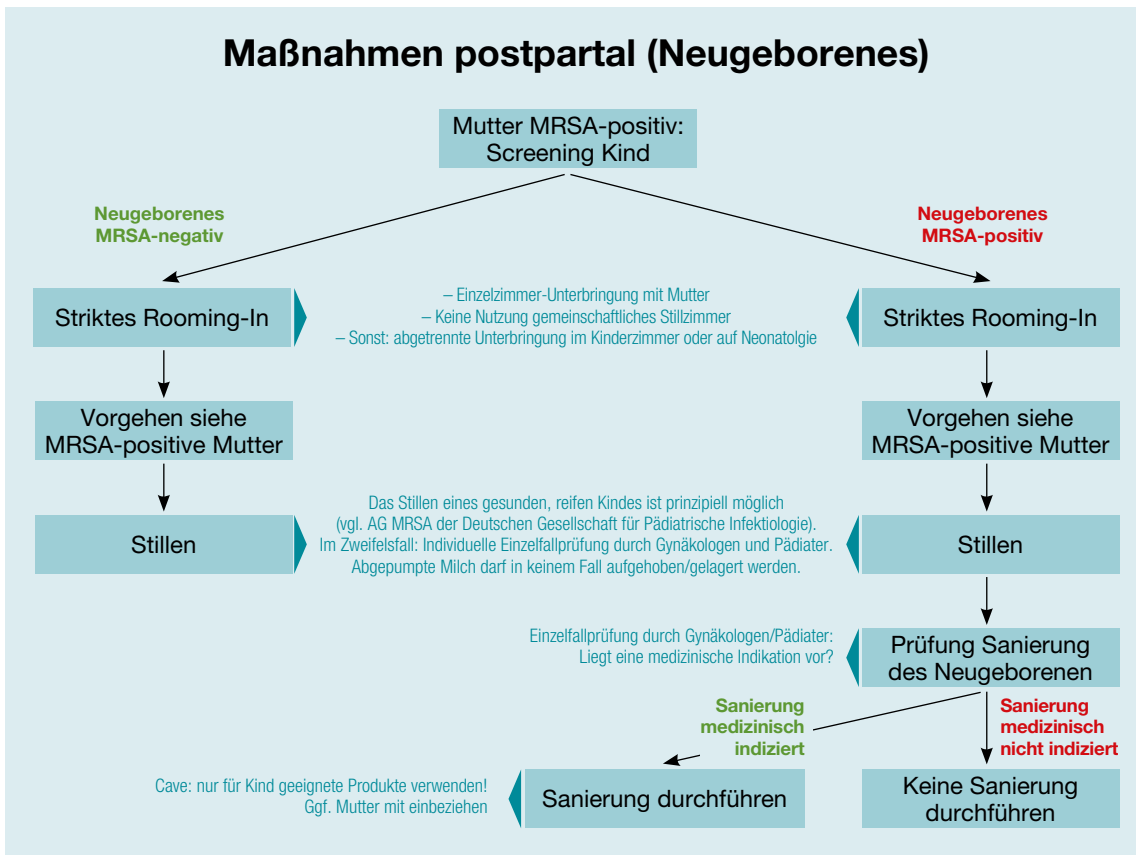 Maßnahmen postpartal (Neugeborenes)
Mutter MRSA-positiv:
Screening Kind
Neugeborenes
MRSA-negativ
Neugeborenes
MRSA-positiv
Striktes Rooming-In
– Einzelzimmer-Unterbringung mit Mutter
– Keine Nutzung gemeinschaftliches Stillzimmer
– Sonst: abgetrennte Unterbringung im Kinderzimmer oder auf Neonatolgie
Striktes Rooming-In
Vorgehen siehe
MRSA-positive Mutter
Vorgehen siehe
MRSA-positive Mutter
Stillen
Das Stillen eines gesunden, reifen Kindes ist prinzipiell möglich
(vgl. AG MRSA der Deutschen Gesellschaft für Pädiatrische Infektiologie).
Im Zweifelsfall: Individuelle Einzelfallprüfung durch Gynäkologen und Pädiater.
Abgepumpte Milch darf in keinem Fall aufgehoben/gelagert werden.
Stillen
Einzelfallprüfung durch Gynäkologen/Pädiater:
Liegt eine medizinische Indikation vor?
Prüfung Sanierung
des Neugeborenen
Sanierung
medizinisch
indiziert
Sanierung
medizinisch
nicht indiziert
Cave: nur für Kind geeignete Produkte verwenden!
Ggf. Mutter mit einbeziehen
Sanierung durchführen
Keine Sanierung
durchführen